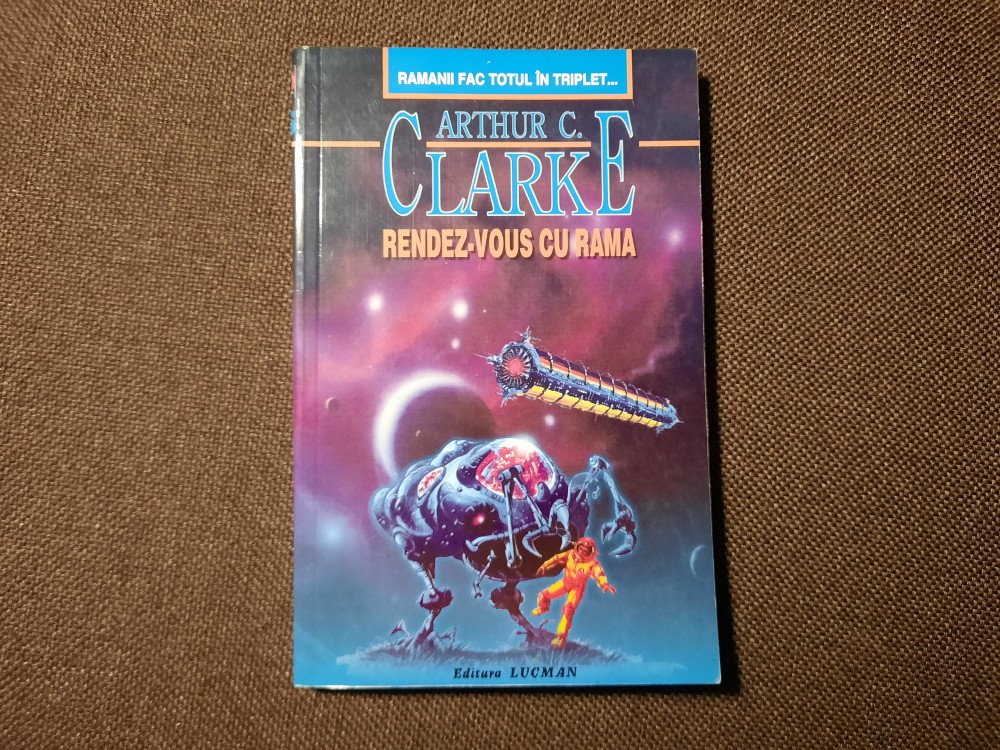 RAMANII FAC TOTUL ÎN TRIPLET...
ARTHUR C.
CLARKE
RENDEZ-VOUS CU RAMA
Editura LUCMAN